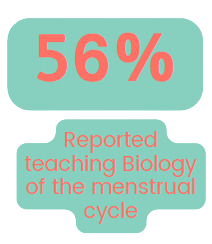 56%
Reported
teaching Biology
of the menstrual
cycle